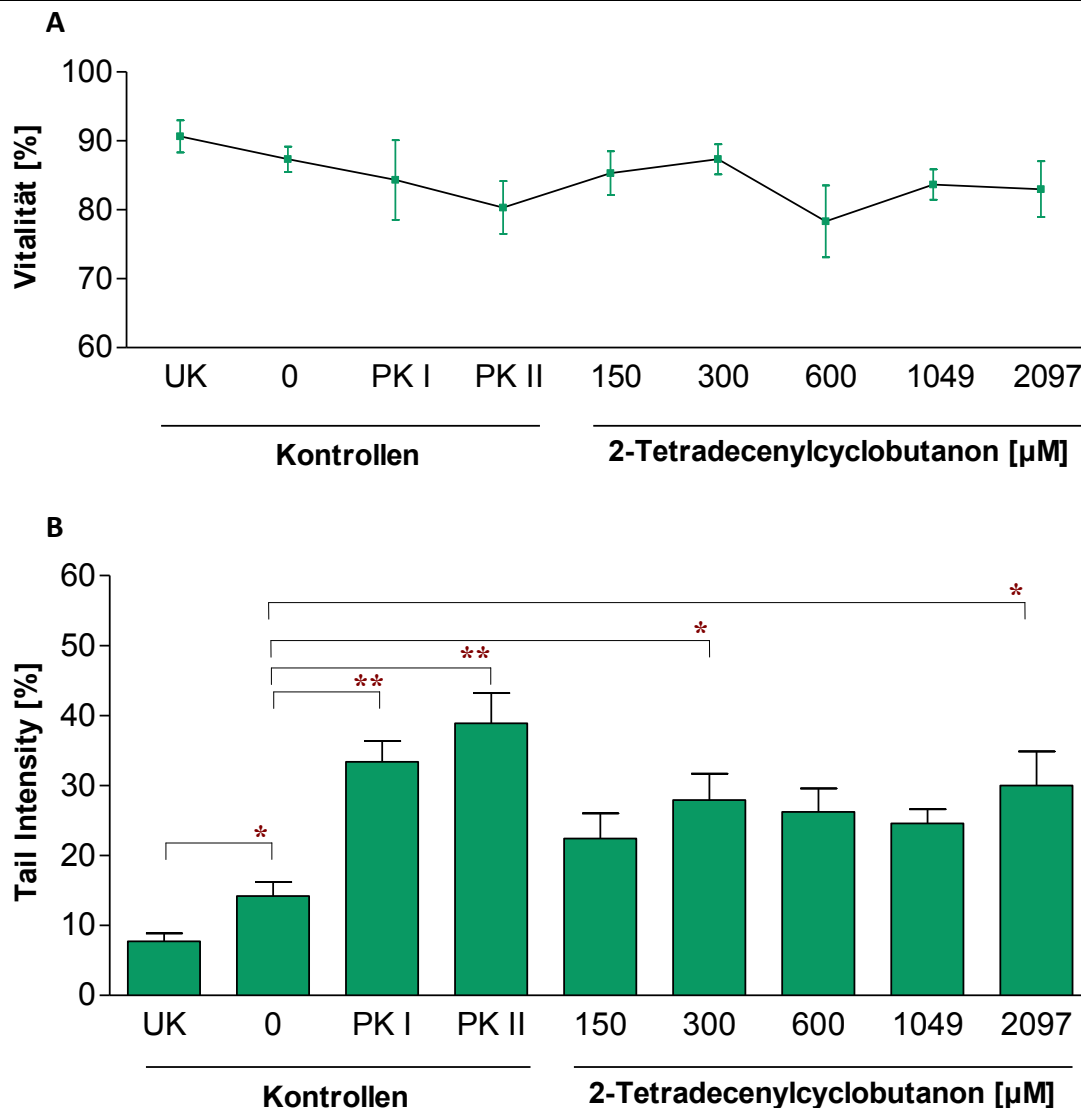 A
Vitalität [%]
100
90
80
70
60
UK 0 PK I PK II 150 300 600 1049 2097
Kontrollen 2-Tetradecenylcyclobutanon [µM]
B
Tail Intensity [%]
60
50
40
30
20
10
0
* ** ** * *
UK 0 PK I PK II 150 300 600 1049 2097
Kontrollen 2-Tetradecenylcyclobutanon [µM]